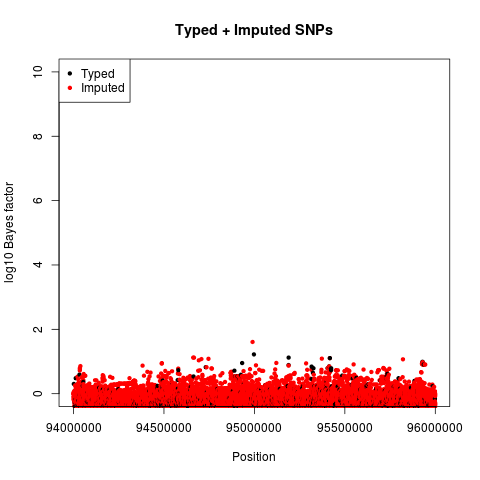 Typed + Imputed SNPs
Typed
Imputed
log10 Bayes factor
10
8
6
4
2
0
94000000 94500000 95000000 95500000 96000000
Position